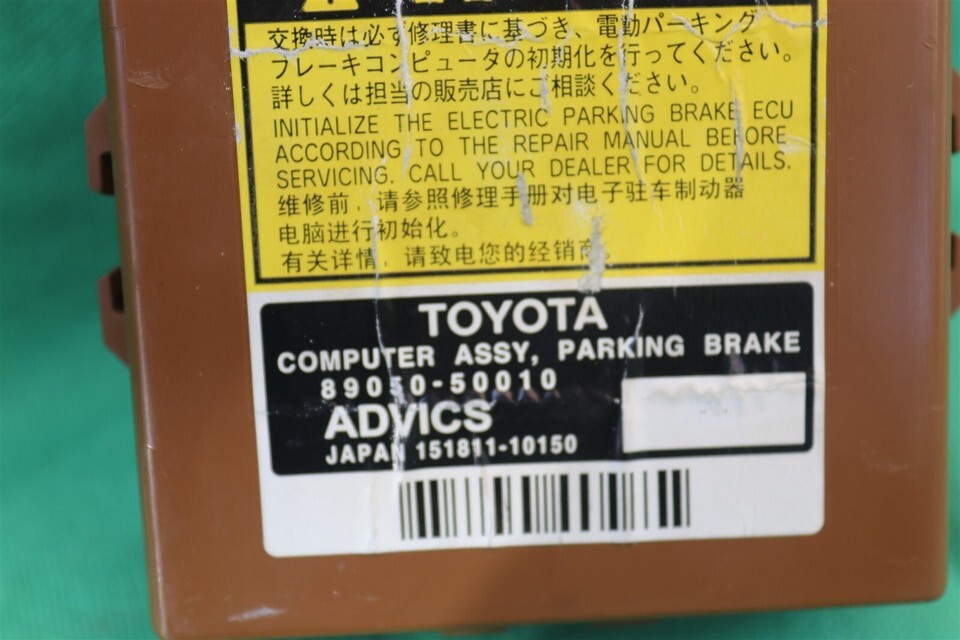 交換時は必ず修理書に基づき、電動パーキング
ブレーキコンピュータの初期化を行ってください。
詳しくは担当の販売店にご相談ください。
INITIALIZE THE ELECTRIC PARKING BRAKE ECU
ACCORDING TO THE REPAIR MANUAL BEFORE
SERVICING. CALL YOUR DEALER FOR DETAILS.
维修前,请参照修理手册对电子驻车制动器
电脑进行初始化。
有关详情,请致电您的经销商。
TOYOTA
COMPUTER ASSY, PARKING BRAKE
89050-50010
ADVICS
JAPAN 151811-10150